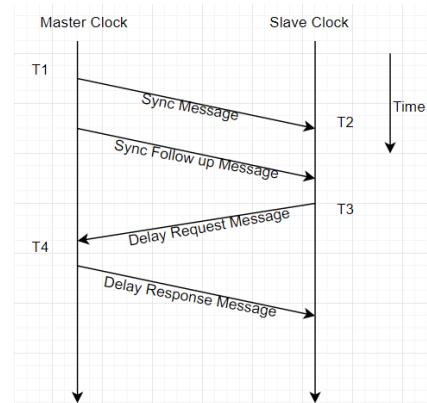 Master Clock
Slave Clock
T1
Sync Message
T2
Time
Sync Follow up Message
T3
Delay Request Message
T4
Delay Response Message